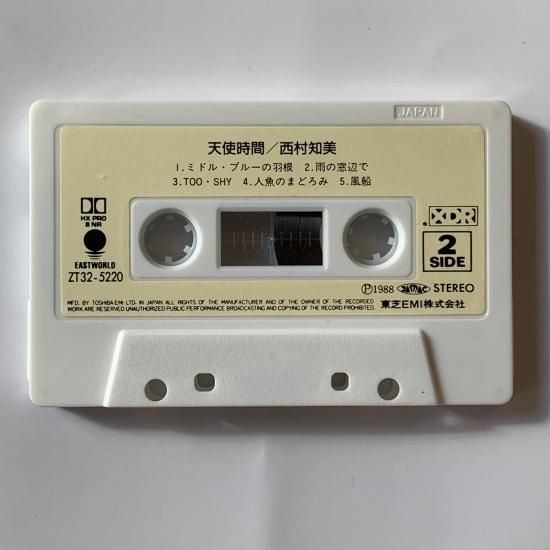 JAPAN
天使時間／西村知美
1.ミドル・ブルーの羽根 2.雨の窓辺で
3.TOO・SHY 4.人魚のまどろみ 5.風船
HX PRO
B NR
EASTWORLD
ZT32-5220
XDR
2
SIDE
Ⓟ1988 STEREO
MFD. BY TOSHIBA EMI LTD. IN JAPAN ALL RIGHTS OF THE MANUFACTURER AND OF THE OWNER OF THE RECORDED
WORK ARE RESERVED UNAUTHORIZED PUBLIC PERFORMANCE BROADCASTING AND COPYING OF THE RECORD PROHIBITED.
東芝EMI株式会社